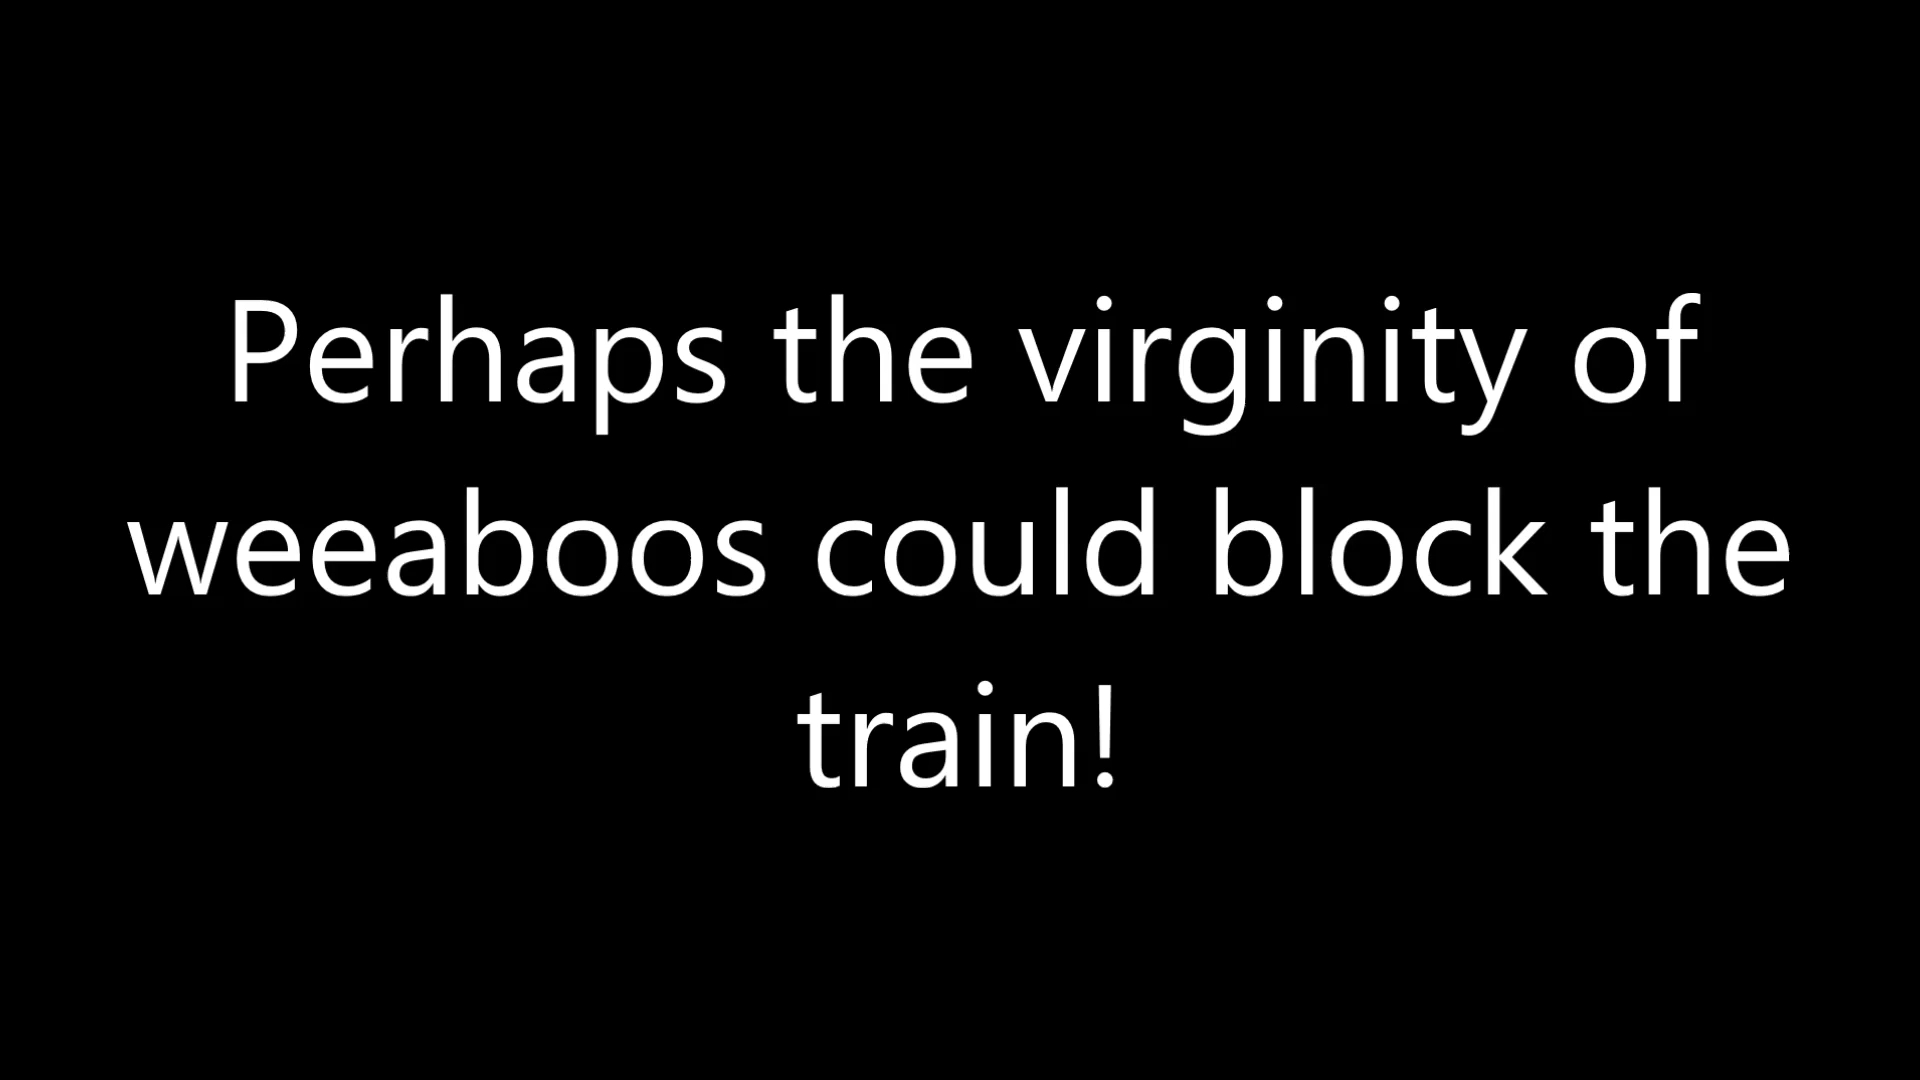 Perhaps the virginity of
weeaboos could block the
train!